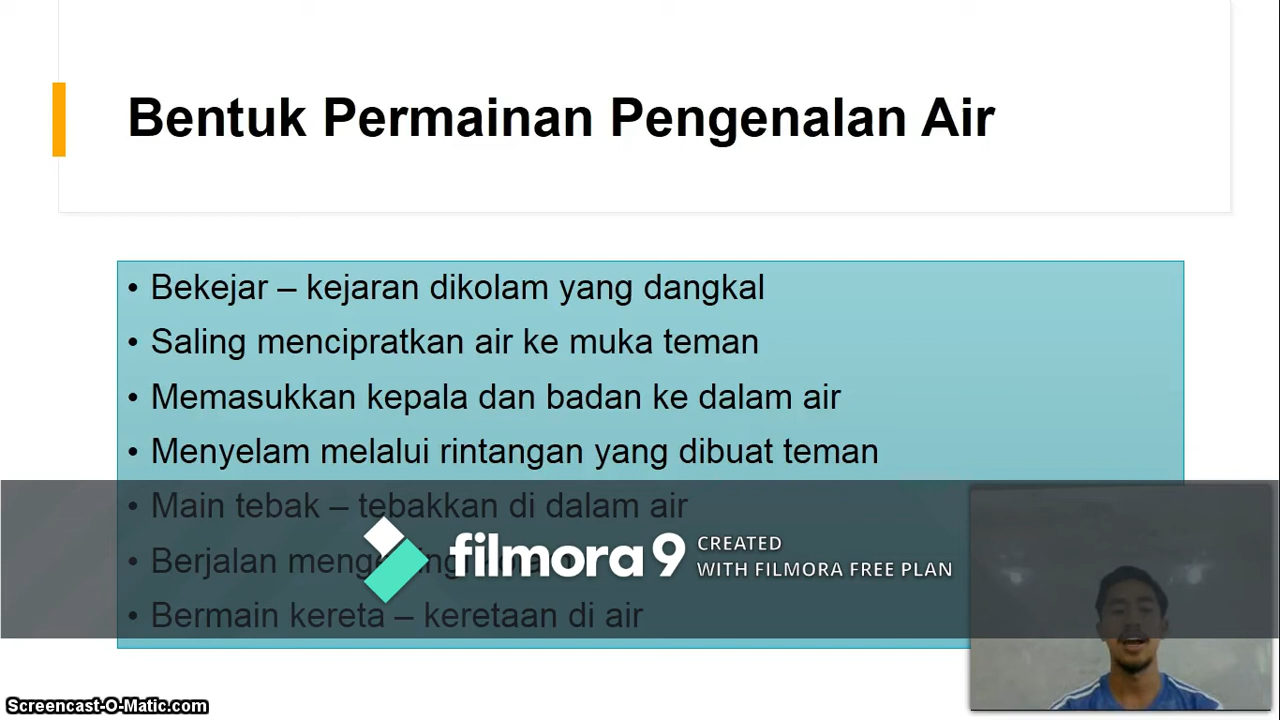 Bentuk Permainan Pengenalan Air
• Bekejar – kejaran dikolam yang dangkal
• Saling mencipratkan air ke muka teman
• Memasukkan kepala dan badan ke dalam air
• Menyelam melalui rintangan yang dibuat teman
• Main tebak – tebakkan di dalam air
• Berjalan
• Bermain kereta – keretaan di air
filmora9 CREATED
WITH FILMORA FREE PLAN
Screencast-O-Matic.com